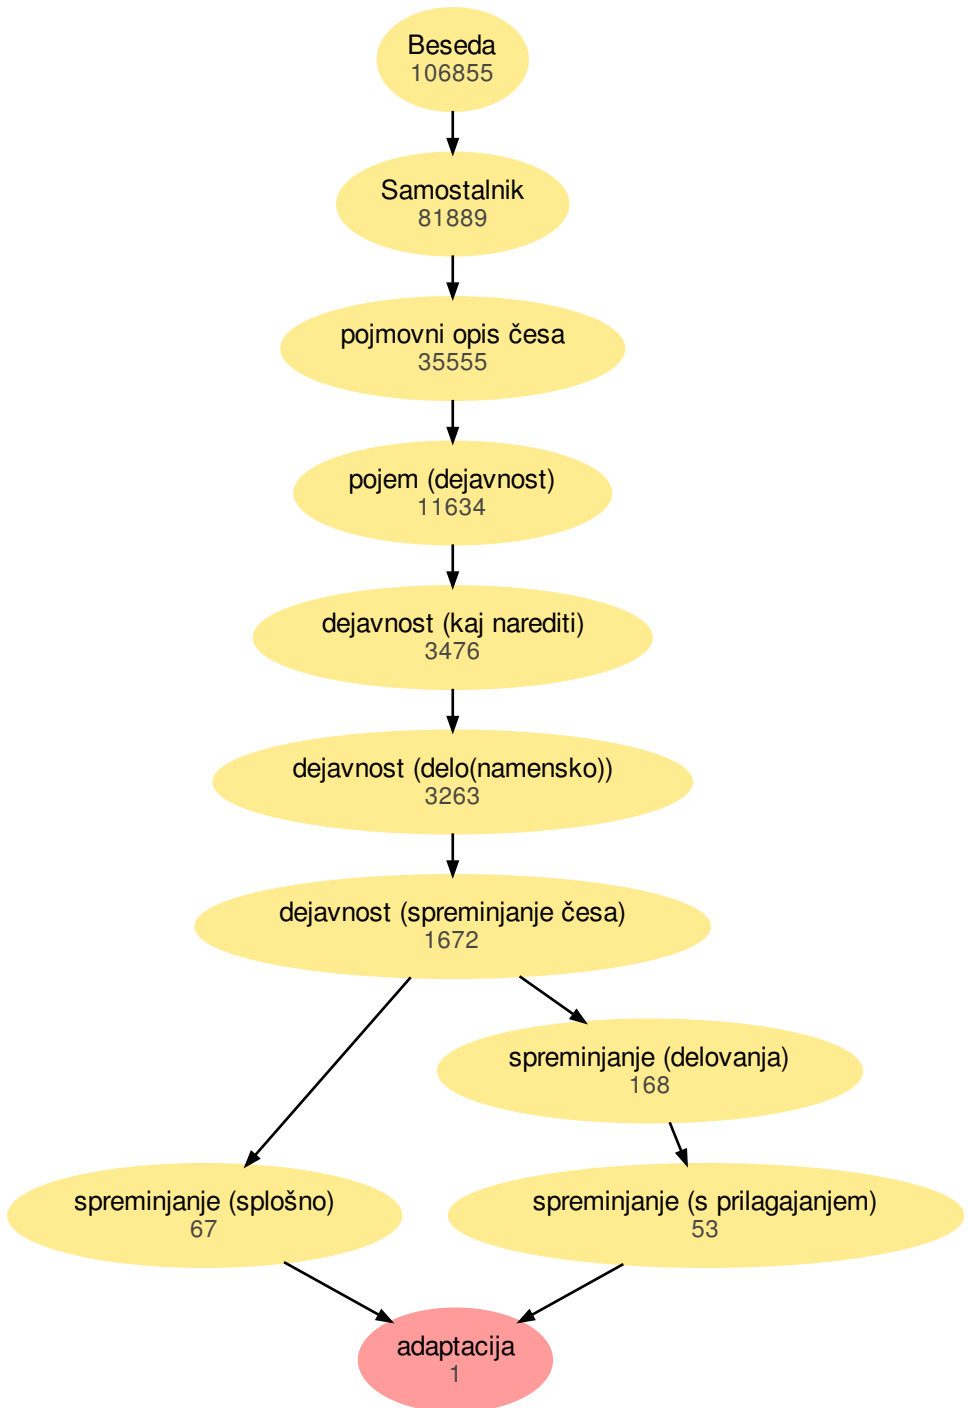 Beseda
106855
Samostalnik
81889
pojmovni opis česa
35555
pojem (dejavnost)
11634
dejavnost (kaj narediti)
3476
dejavnost (delo(namensko))
3263
dejavnost (spreminjanje česa)
1672
spreminjanje (delovanja)
168
spreminjanje (splošno)
67
spreminjanje (s prilagajanjem)
53
adaptacija
1